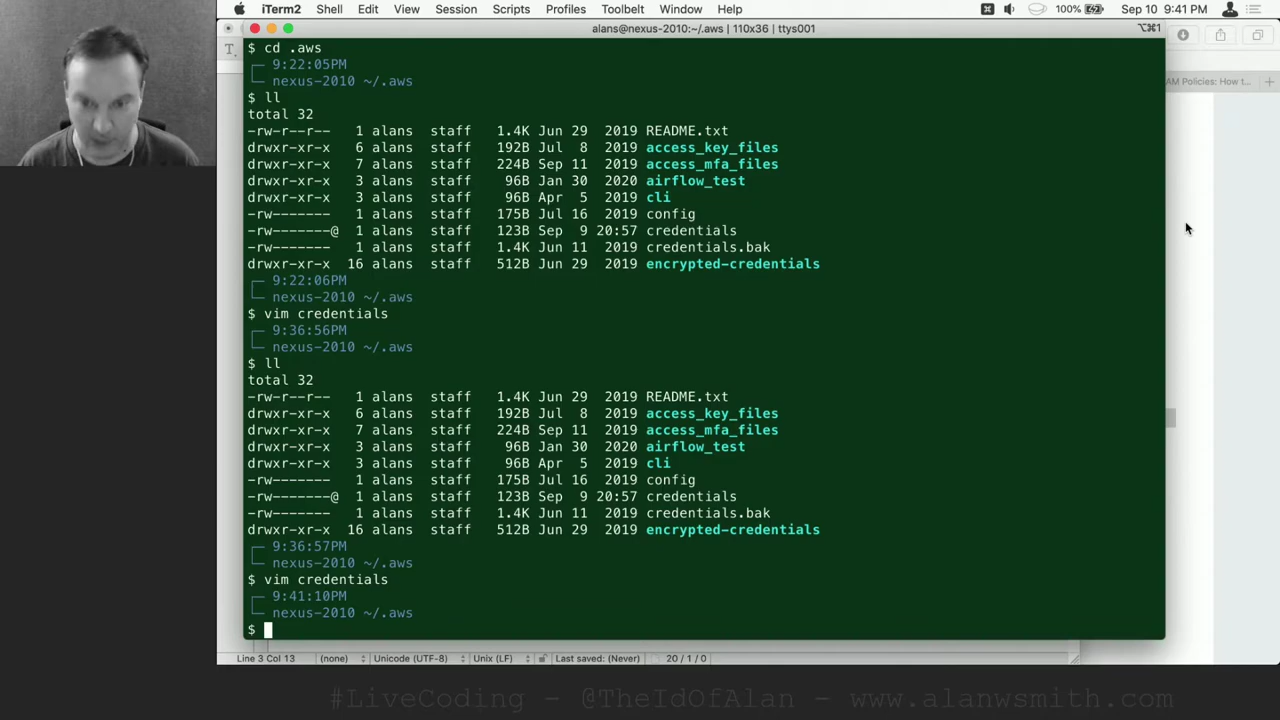 iTerm2 Shell Edit View Session Scripts Profiles Toolbelt Window Help 100% Sep 10 9:41 PM
alans@nexus-2010:~/.aws | 110x36 | ttys001 ⌥⌘1
AM Policies: How t...
$ cd .aws
9:22:05PM
nexus-2010 ~/.aws
$ ll
total 32
-rw-r--r-- 1 alans staff 1.4K Jun 29 2019 README.txt
drwxr-xr-x 6 alans staff 192B Jul 8 2019 access_key_files
drwxr-xr-x 7 alans staff 224B Sep 11 2019 access_mfa_files
drwxr-xr-x 3 alans staff 96B Jan 30 2020 airflow_test
drwxr-xr-x 3 alans staff 96B Apr 5 2019 cli
-rw------- 1 alans staff 175B Jul 16 2019 config
-rw-------@ 1 alans staff 123B Sep 9 20:57 credentials
-rw------- 1 alans staff 1.4K Jun 11 2019 credentials.bak
drwxr-xr-x 16 alans staff 512B Jun 29 2019 encrypted-credentials
9:22:06PM
nexus-2010 ~/.aws
$ vim credentials
9:36:56PM
nexus-2010 ~/.aws
$ ll
total 32
-rw-r--r-- 1 alans staff 1.4K Jun 29 2019 README.txt
drwxr-xr-x 6 alans staff 192B Jul 8 2019 access_key_files
drwxr-xr-x 7 alans staff 224B Sep 11 2019 access_mfa_files
drwxr-xr-x 3 alans staff 96B Jan 30 2020 airflow_test
drwxr-xr-x 3 alans staff 96B Apr 5 2019 cli
-rw------- 1 alans staff 175B Jul 16 2019 config
-rw-------@ 1 alans staff 123B Sep 9 20:57 credentials
-rw------- 1 alans staff 1.4K Jun 11 2019 credentials.bak
drwxr-xr-x 16 alans staff 512B Jun 29 2019 encrypted-credentials
9:36:57PM
nexus-2010 ~/.aws
$ vim credentials
9:41:10PM
nexus-2010 ~/.aws
$
Line 3 Col 13 (none) Unicode (UTF-8) Unix (LF) Last saved: (Never) 20 / 1 / 0
#LiveCoding - @TheIdOfAlan - www.alanwsmith.com